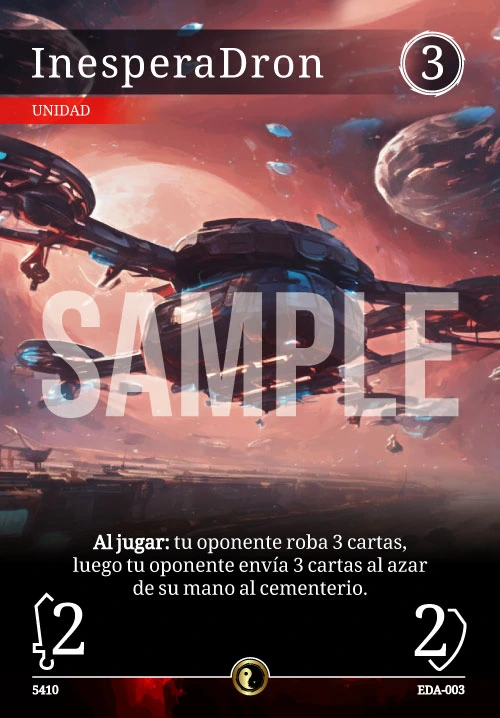 InesperaDron
3
UNIDAD
SAMPLE
Al jugar: tu oponente roba 3 cartas,
luego tu oponente envía 3 cartas al azar
de su mano al cementerio.
2
2
5410
EDA-003